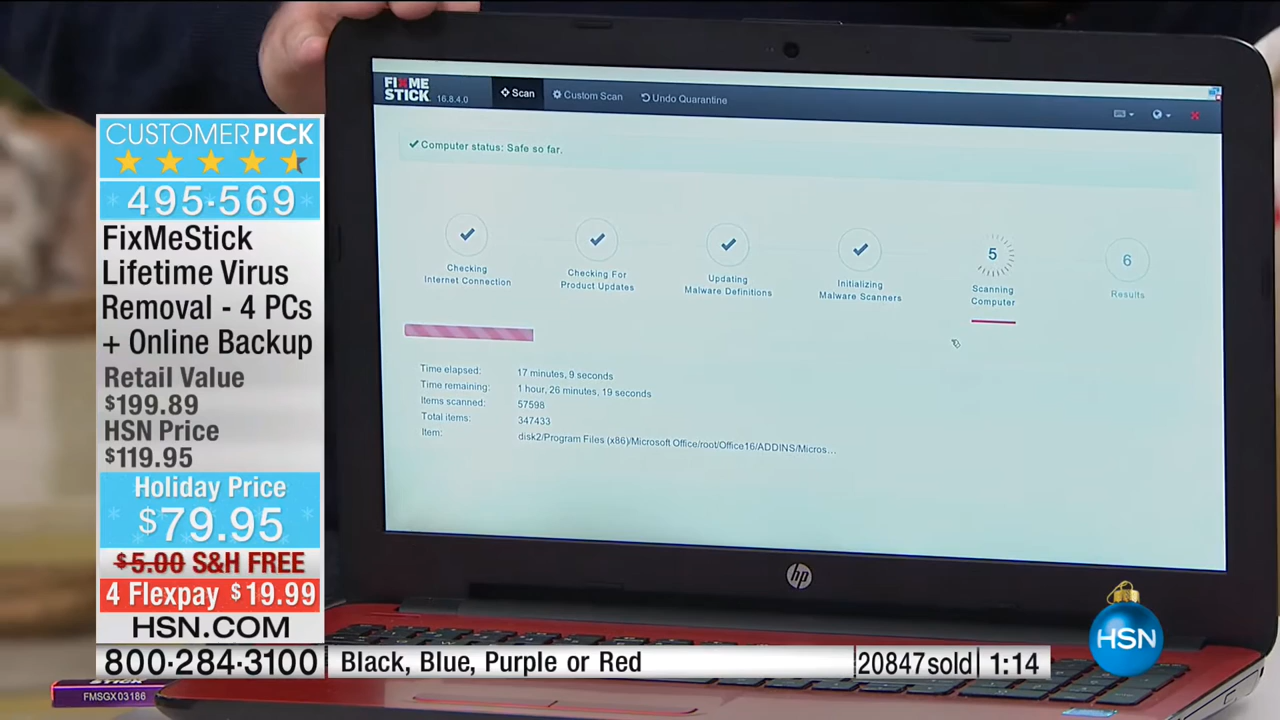 CUSTOMERPICK
495·569
FixMeStick
Lifetime Virus
Removal - 4 PCs
+ Online Backup
Retail Value
$199.89
HSN Price
$119.95
Holiday Price
$79.95
$5.00 S&H FREE
4 Flexpay $19.99
HSN.COM
800·284·3100
Black, Blue, Purple or Red
20847sold
1:14
HSN
FIXME
STICK
16.8.4.0
Scan
Custom Scan
Undo Quarantine
Computer status: Safe so far.
Checking
Internet Connection
Checking For
Product Updates
Updating
Malware Definitions
Initializing
Malware Scanners
5
Scanning
Computer
6
Results
Time elapsed: 17 minutes, 9 seconds
Time remaining: 1 hour, 26 minutes, 19 seconds
Items scanned: 57598
Total items: 347433
Item: disk2/Program Files (x86)/Microsoft Office/root/Office16/ADDINS/Micros...
hp
STICK
FMSGX03186